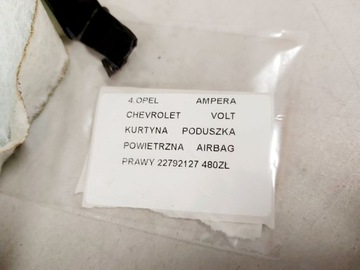 4.OPEL AMPERA
CHEVROLET VOLT
KURTYNA PODUSZKA
POWIETRZNA AIRBAG
PRAWY 22792127 480ZŁ